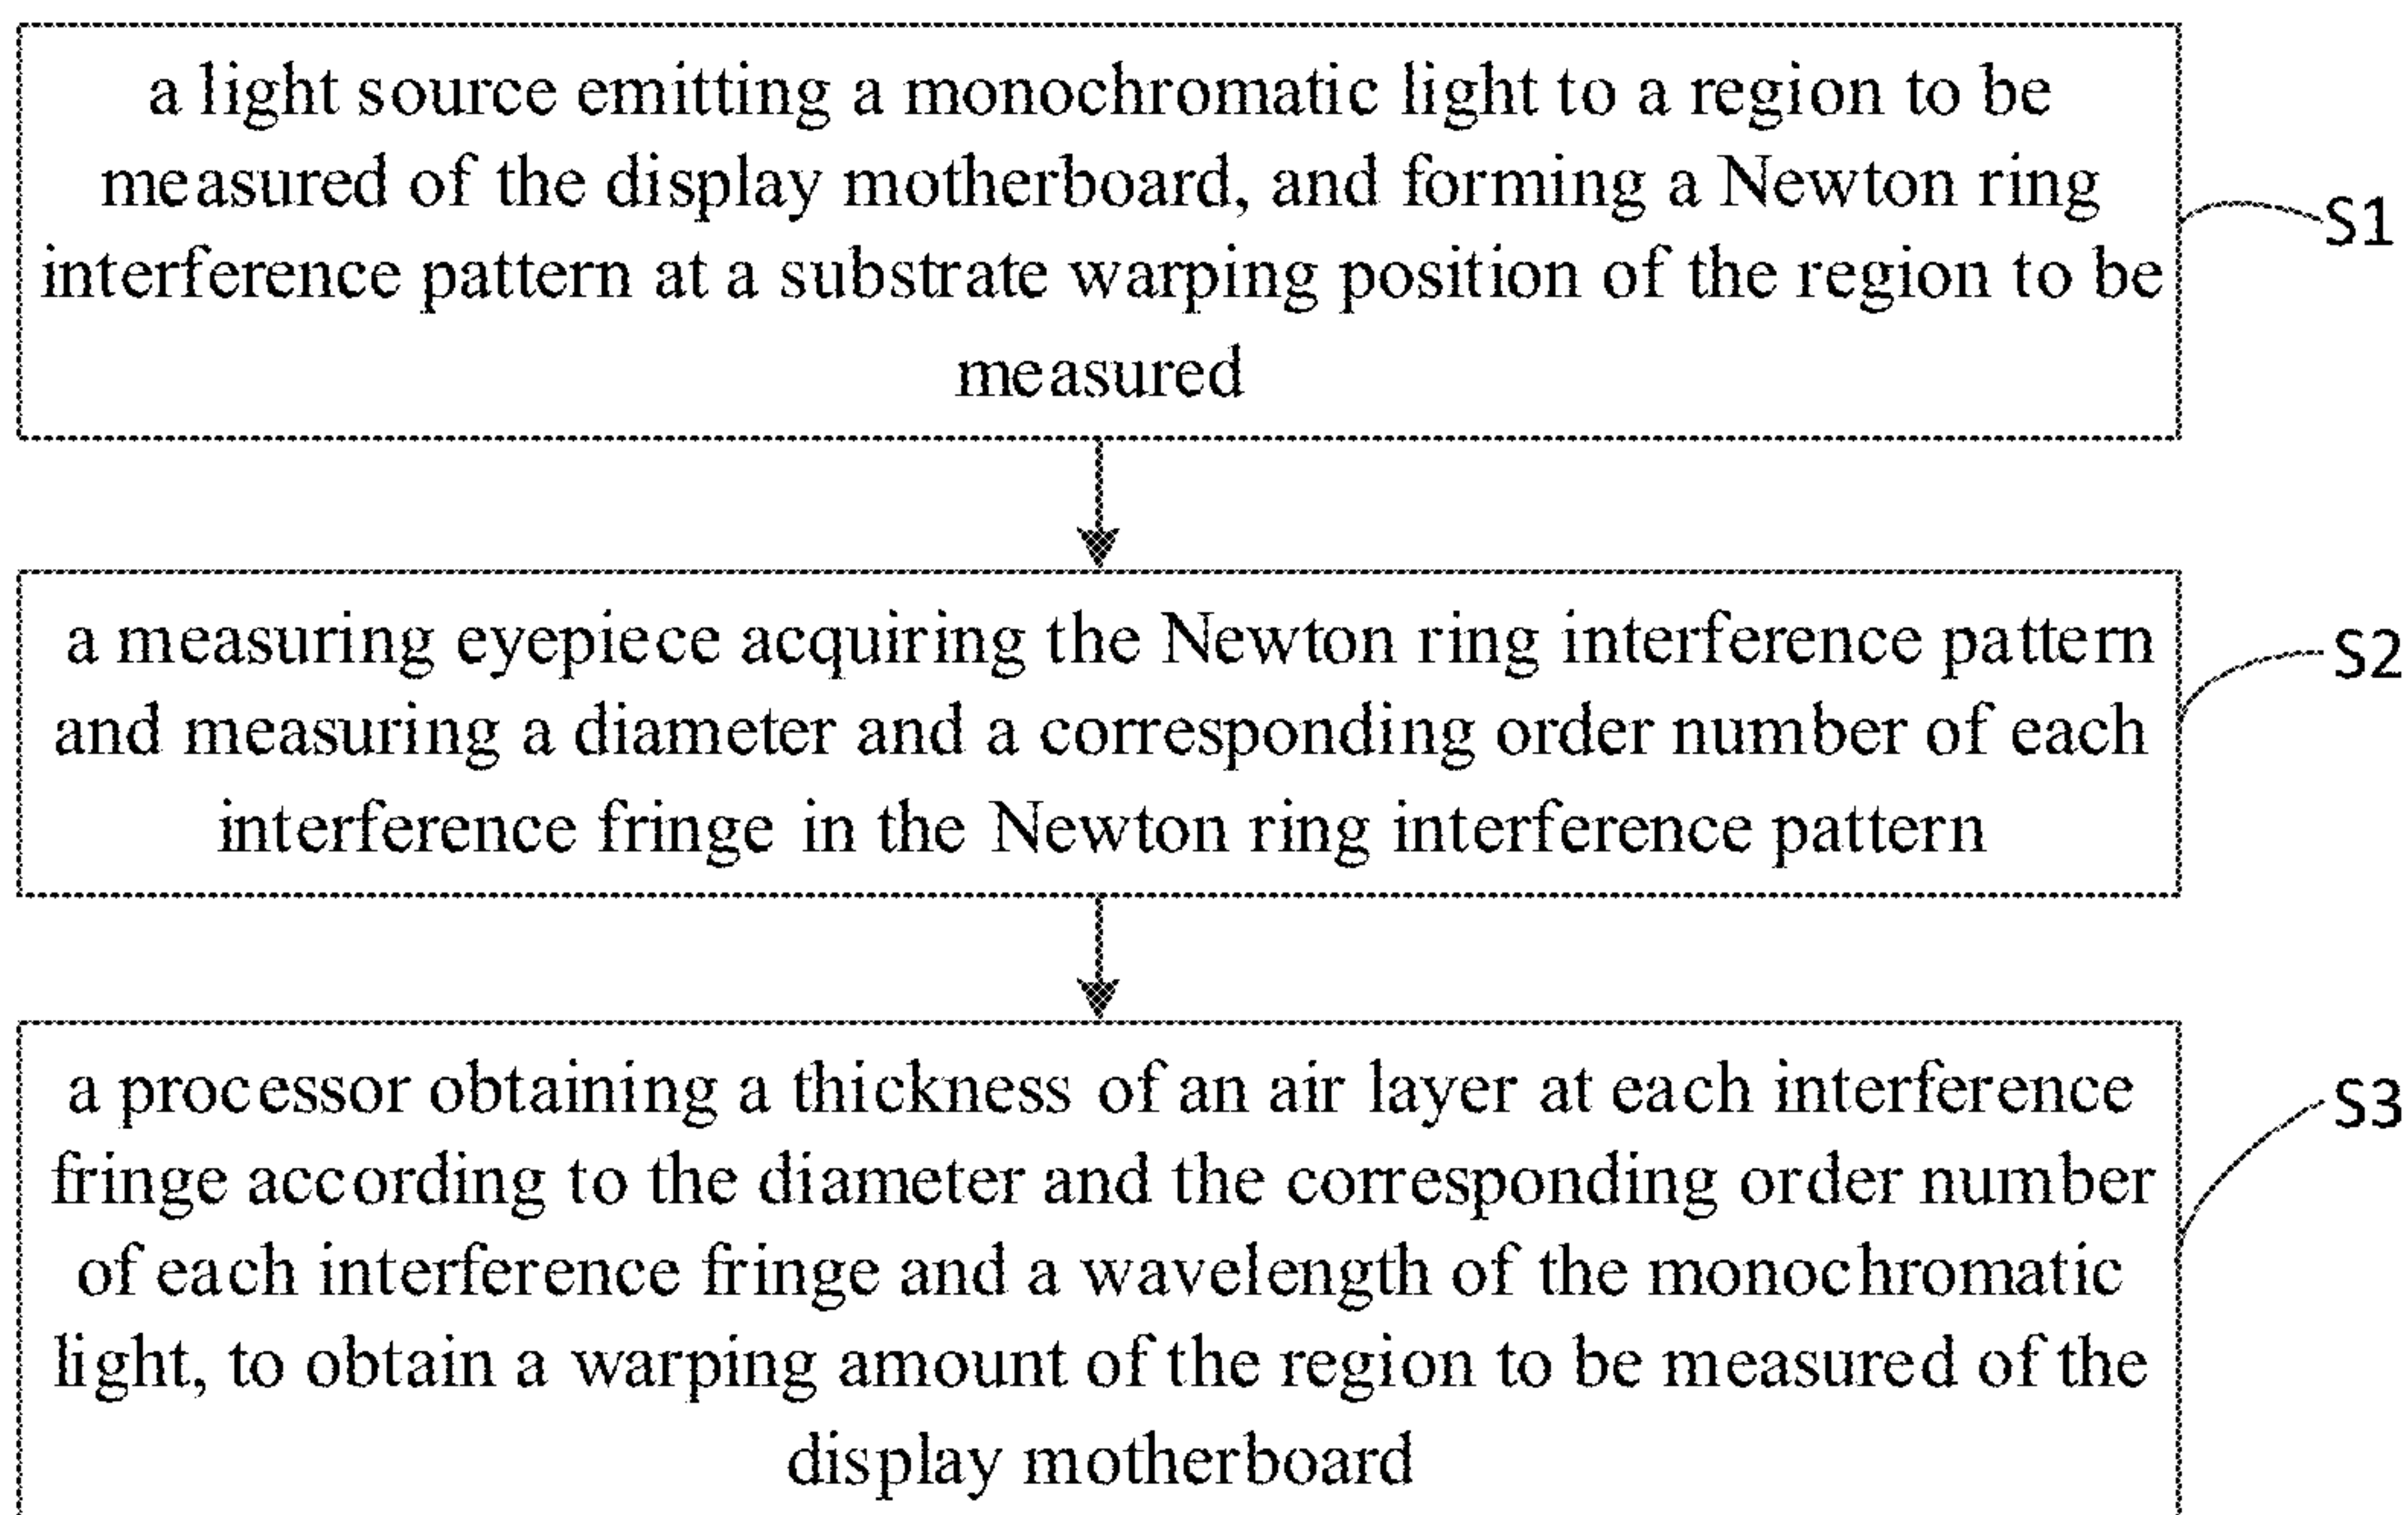 a light source emitting a monochromatic light to a region to be
measured of the display motherboard, and forming a Newton ring
interference pattern at a substrate warping position of the region to be
measured
S1
a measuring eyepiece acquiring the Newton ring interference pattern
and measuring a diameter and a corresponding order number of each
interference fringe in the Newton ring interference pattern
S2
a processor obtaining a thickness of an air layer at each interference
fringe according to the diameter and the corresponding order number
of each interference fringe and a wavelength of the monochromatic
light, to obtain a warping amount of the region to be measured of the
display motherboard
S3